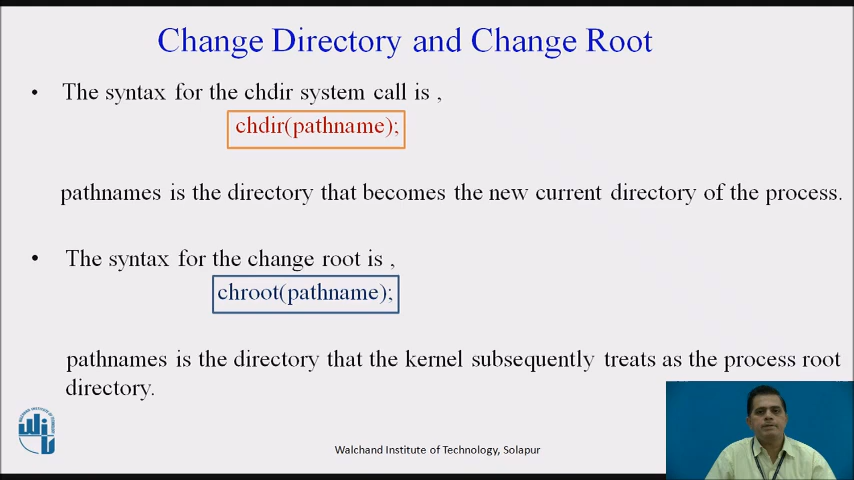 Change Directory and Change Root
• The syntax for the chdir system call is ,
chdir(pathname);
pathnames is the directory that becomes the new current directory of the process.
• The syntax for the change root is ,
chroot(pathname);
pathnames is the directory that the kernel subsequently treats as the process root
directory.
Walchand Institute of Technology, Solapur